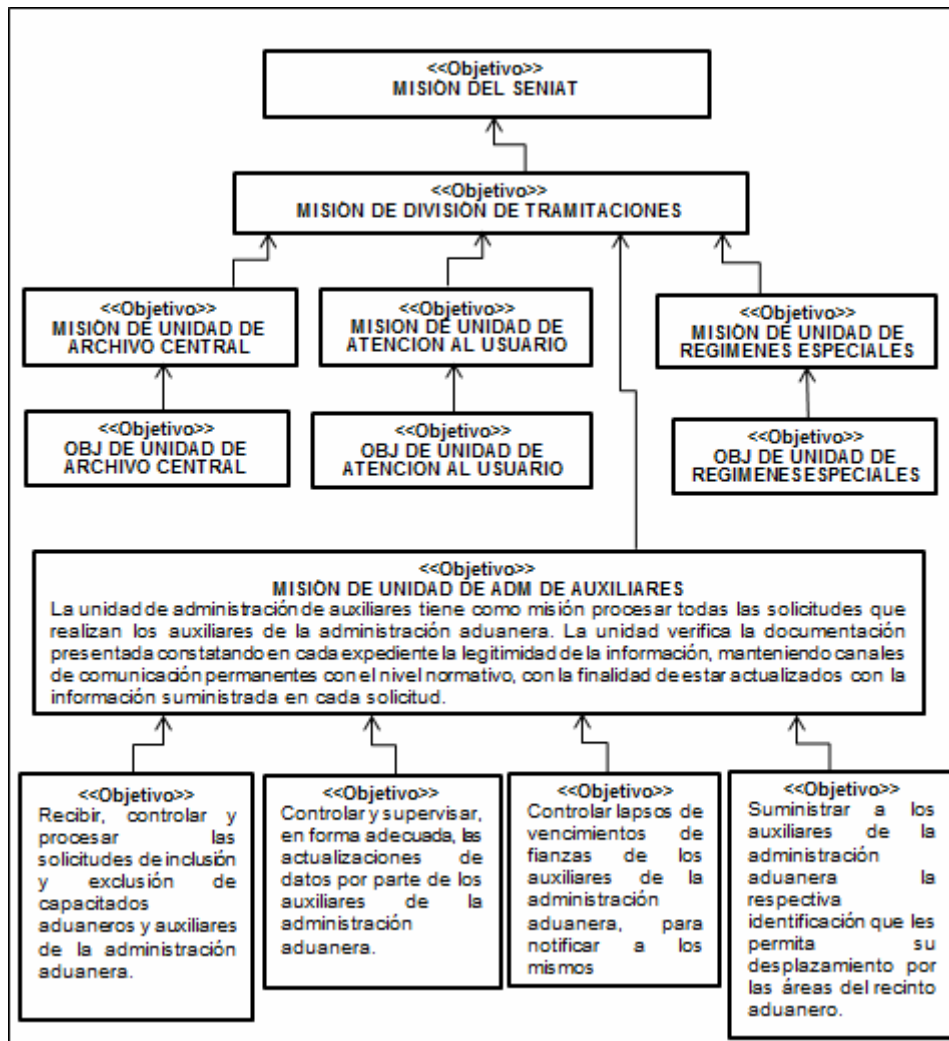 <<Objetivo>>
MISIÓN DEL SENIAT
<<Objetivo>>
MISIÓN DE DIVISIÓN DE TRAMITACIONES
<<Objetivo>>
MISIÓN DE UNIDAD DE
ARCHIVO CENTRAL
<<Objetivo>>
MISION DE UNIDAD DE
ATENCION AL USUARIO
<<Objetivo>>
MISIÓN DE UNIDAD DE
REGIMENES ESPECIALES
<<Objetivo>>
OBJ DE UNIDAD DE
ARCHIVO CENTRAL
<<Objetivo>>
OBJ DE UNIDAD DE
ATENCION AL USUARIO
<<Objetivo>>
OBJ DE UNIDAD DE
REGIMENES ESPECIALES
<<Objetivo>>
MISIÓN DE UNIDAD DE ADM DE AUXILIARES
La unidad de administración de auxiliares tiene como misión procesar todas las solicitudes que
realizan los auxiliares de la administración aduanera. La unidad verifica la documentación
presentada constatando en cada expediente la legitimidad de la información, manteniendo canales
de comunicación permanentes con el nivel normativo, con la finalidad de estar actualizados con la
información suministrada en cada solicitud.
<<Objetivo>>
Recibir, controlar y
procesar las
solicitudes de inclusión
y exclusión de
capacitados
aduaneros y auxiliares
de la administración
aduanera.
<<Objetivo>>
Controlar y supervisar,
en forma adecuada, las
actualizaciones de
datos por parte de los
auxiliares de la
administración
aduanera.
<<Objetivo>>
Controlar lapsos de
vencimientos de
fianzas de los
auxiliares de la
administración
aduanera, para
notificar a los
mismos
<<Objetivo>>
Suministrar a los
auxiliares de la
administración
aduanera la
respectiva
identificación que les
permita su
desplazamiento por
las áreas del recinto
aduanero.